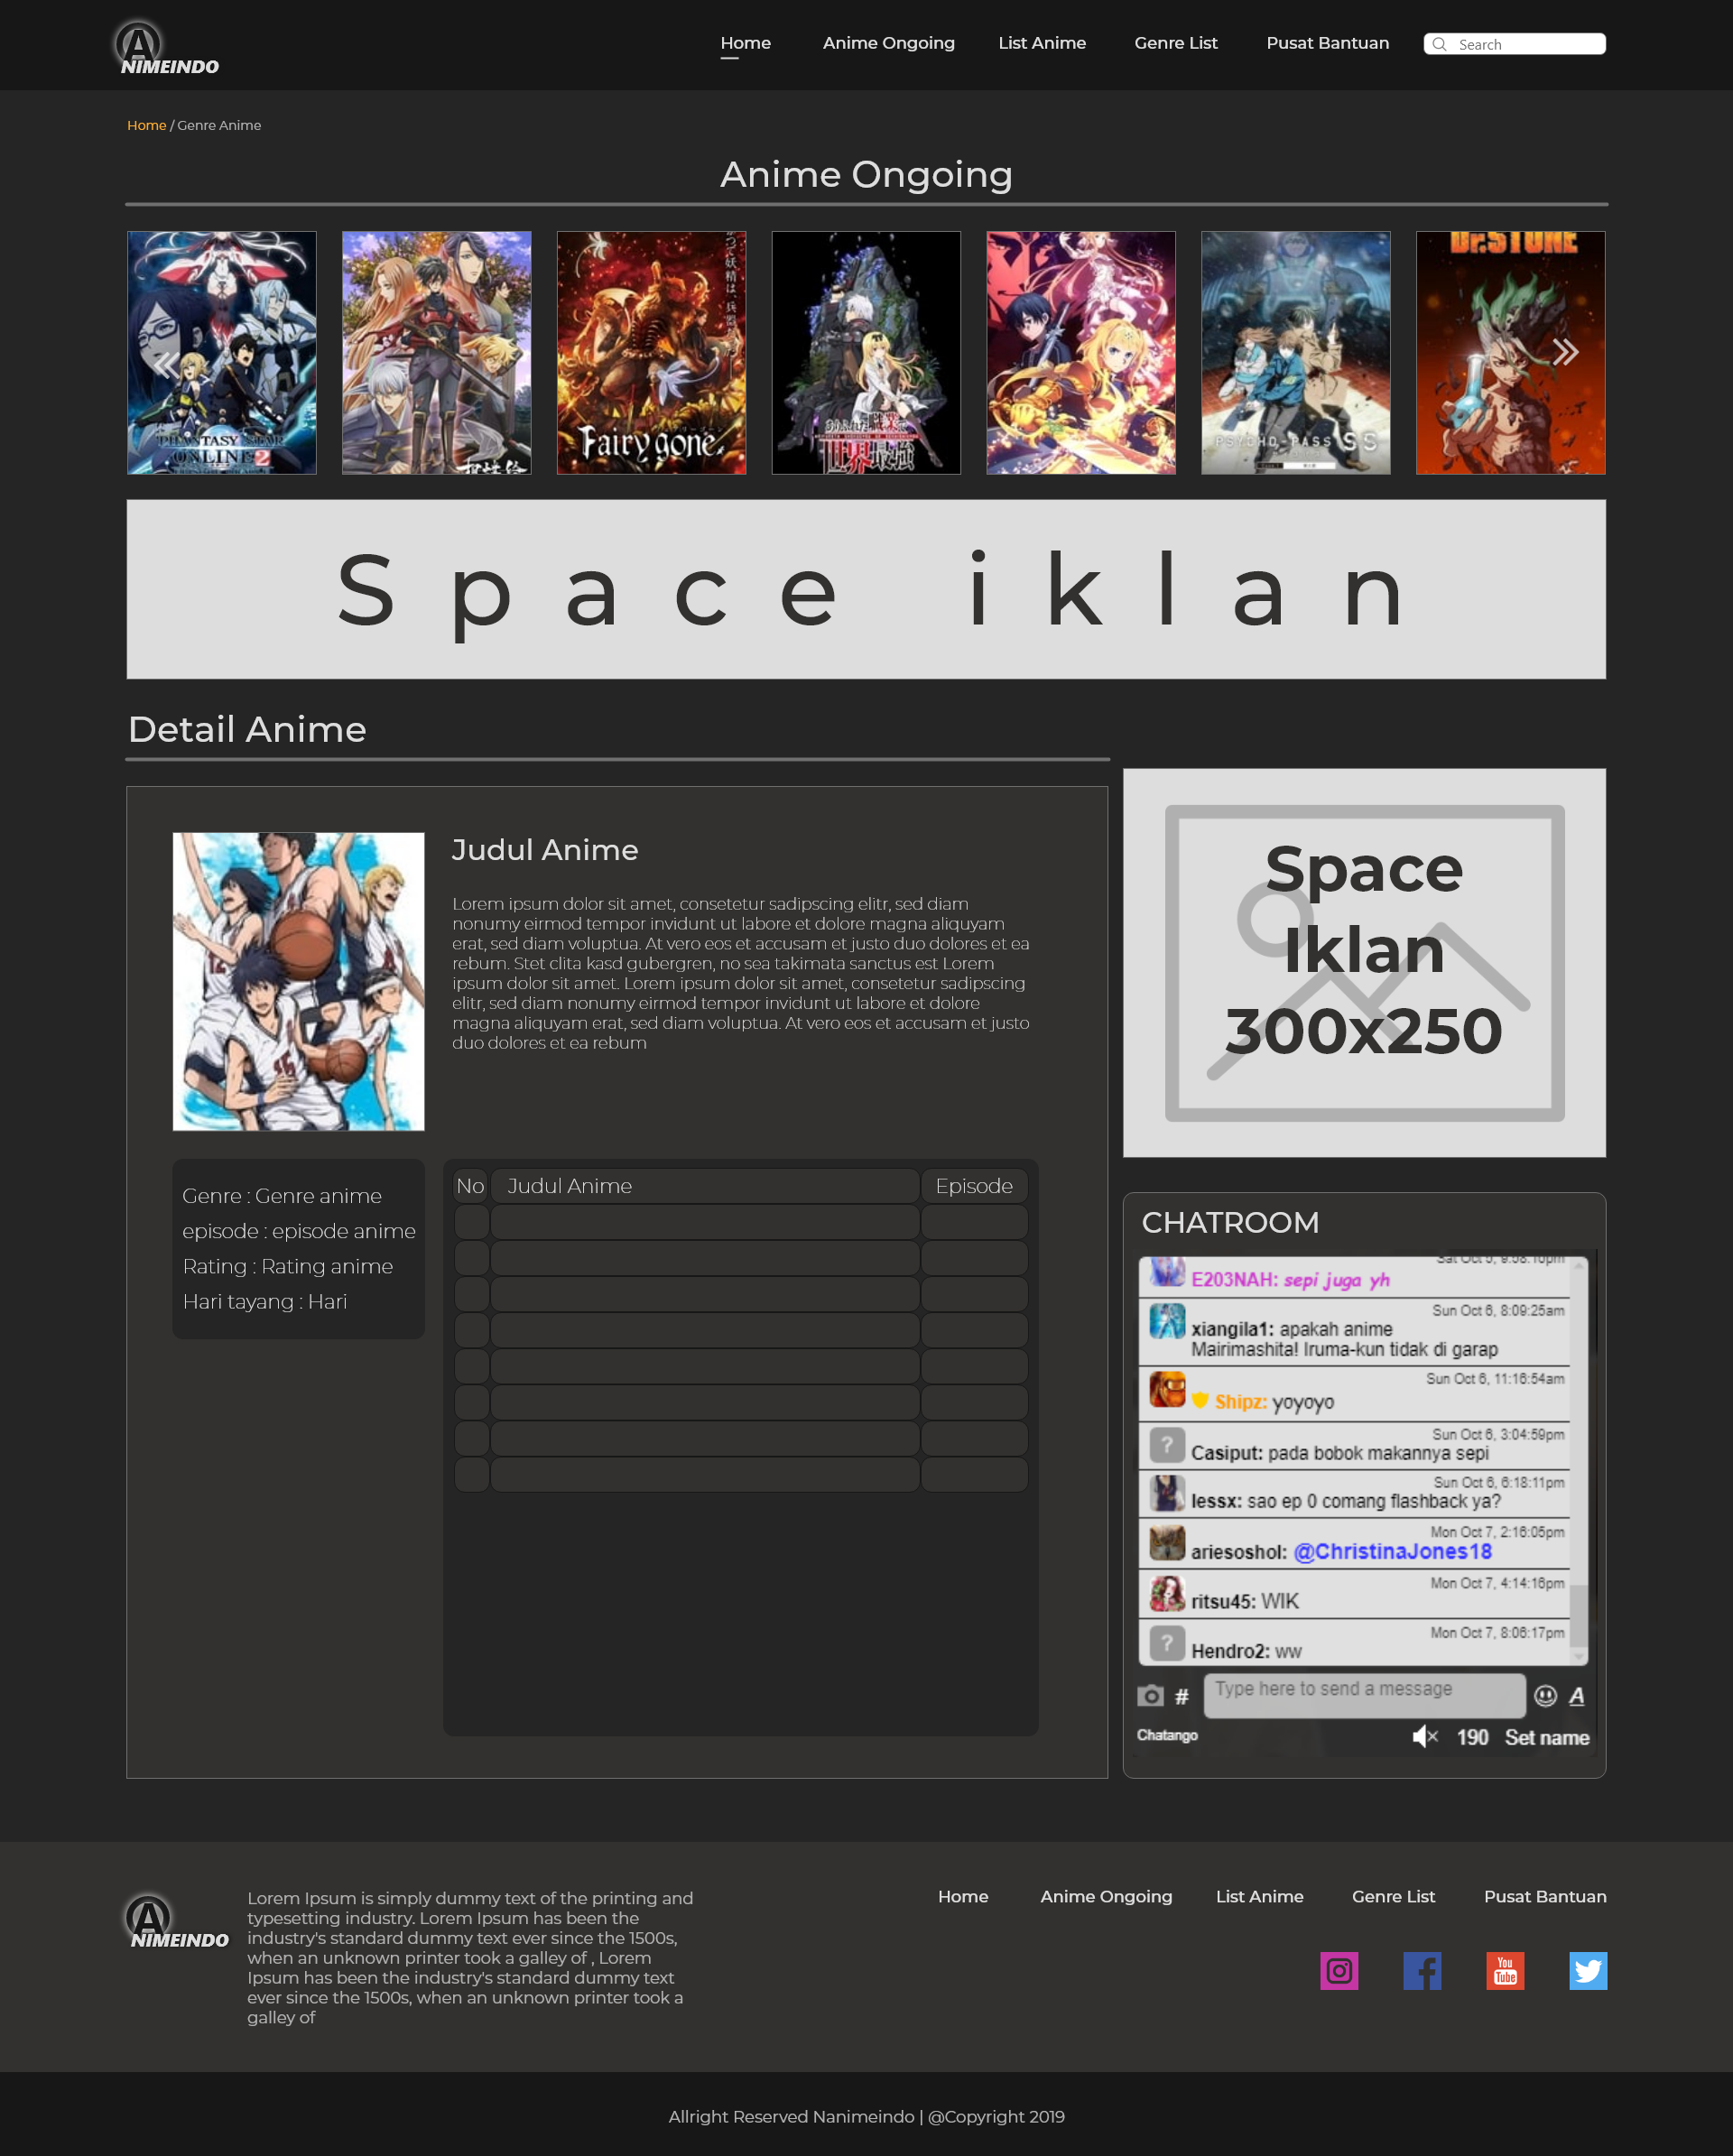 ANIMEINDO
Home
Anime Ongoing
List Anime
Genre List
Pusat Bantuan
Search
Home / Genre Anime
Anime Ongoing
PHANTASY STAR
ONLINE 2
Fairy gone
世界最強
PSYCHO-PASS SS
Dr.STONE
Space iklan
Detail Anime
Judul Anime
Lorem ipsum dolor sit amet, consetetur sadipscing elitr, sed diam
nonumy eirmod tempor invidunt ut labore et dolore magna aliquyam
erat, sed diam voluptua. At vero eos et accusam et justo duo dolores et ea
rebum. Stet clita kasd gubergren, no sea takimata sanctus est Lorem
ipsum dolor sit amet. Lorem ipsum dolor sit amet, consetetur sadipscing
elitr, sed diam nonumy eirmod tempor invidunt ut labore et dolore
magna aliquyam erat, sed diam voluptua. At vero eos et accusam et justo
duo dolores et ea rebum
Genre : Genre anime
episode : episode anime
Rating : Rating anime
Hari tayang : Hari
No
Judul Anime
Episode
Space
Iklan
300x250
CHATROOM
Sat Oct 5, 9:58:16pm
E203NAH: sepi juga yh
Sun Oct 6, 8:09:25am
xiangila1: apakah anime
Mairimashita! Iruma-kun tidak di garap
Sun Oct 6, 11:16:54am
Shipz: yoyoyo
Sun Oct 6, 3:04:59pm
Casiput: pada bobok makannya sepi
Sun Oct 6, 6:18:11pm
lessx: sao ep 0 comang flashback ya?
Mon Oct 7, 2:16:05pm
ariesoshol: @ChristinaJones18
Mon Oct 7, 4:14:16pm
ritsu45: WIK
Mon Oct 7, 8:06:17pm
Hendro2: ww
# Type here to send a message A
Chatango
190 Set name
ANIMEINDO
Lorem Ipsum is simply dummy text of the printing and
typesetting industry. Lorem Ipsum has been the
industry's standard dummy text ever since the 1500s,
when an unknown printer took a galley of , Lorem
Ipsum has been the industry's standard dummy text
ever since the 1500s, when an unknown printer took a
galley of
Home
Anime Ongoing
List Anime
Genre List
Pusat Bantuan
You
Tube
Allright Reserved Nanimeindo | @Copyright 2019